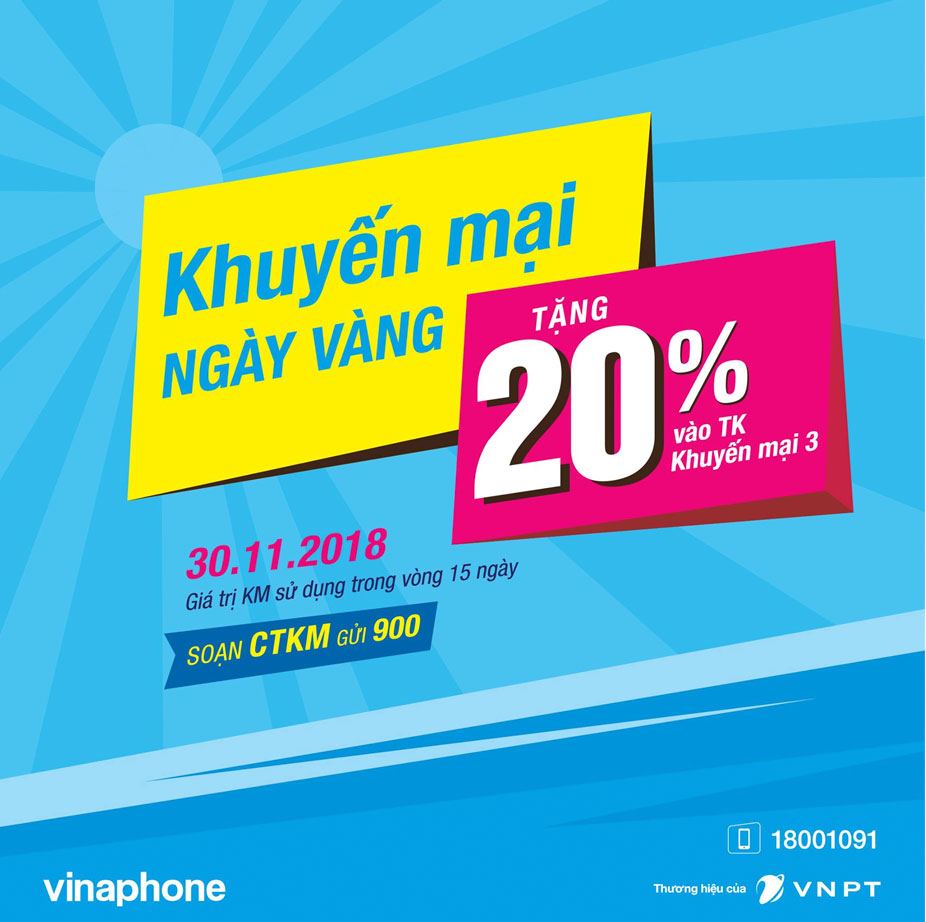 Khuyến mại
NGÀY VÀNG
TẶNG
20%
vào TK
Khuyến mại 3
30.11.2018
Giá trị KM sử dụng trong vòng 15 ngày
SOẠN CTKM GỬI 900
18001091
vinaphone
Thương hiệu của VNPT